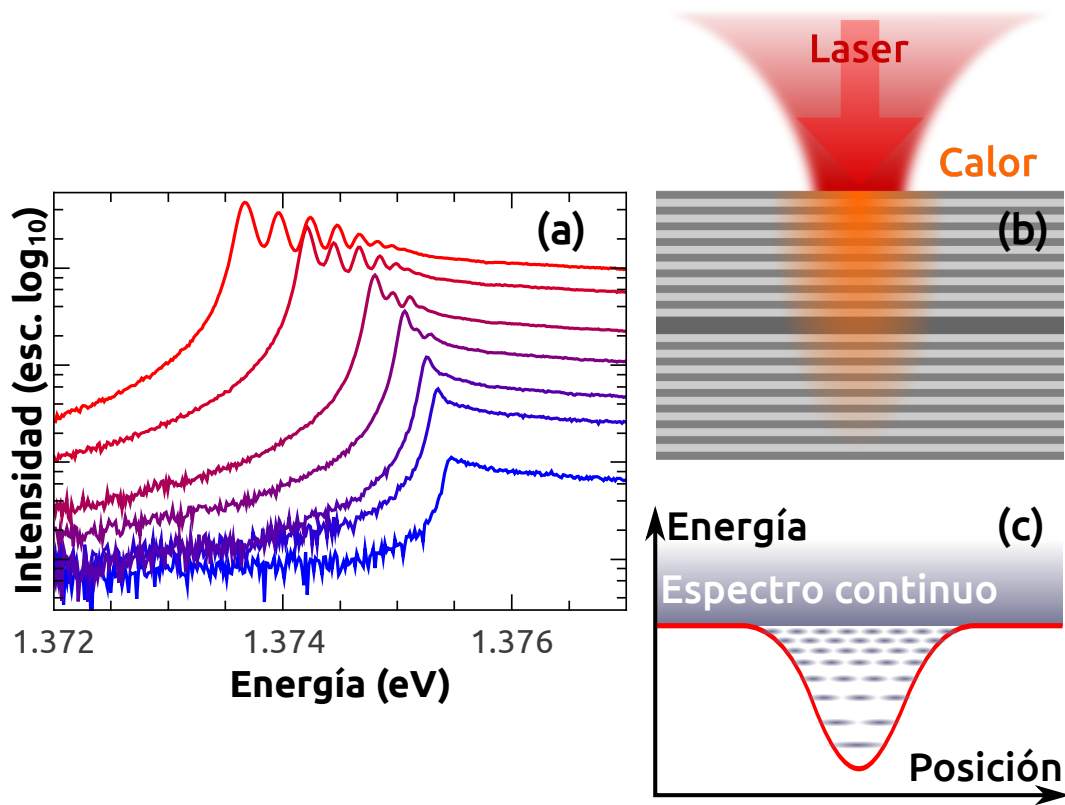 (a)
Intensidad (esc. log10)
1.372
1.374
1.376
Energía (eV)
Laser
Calor
(b)
Energía
(c)
Espectro continuo
Posición